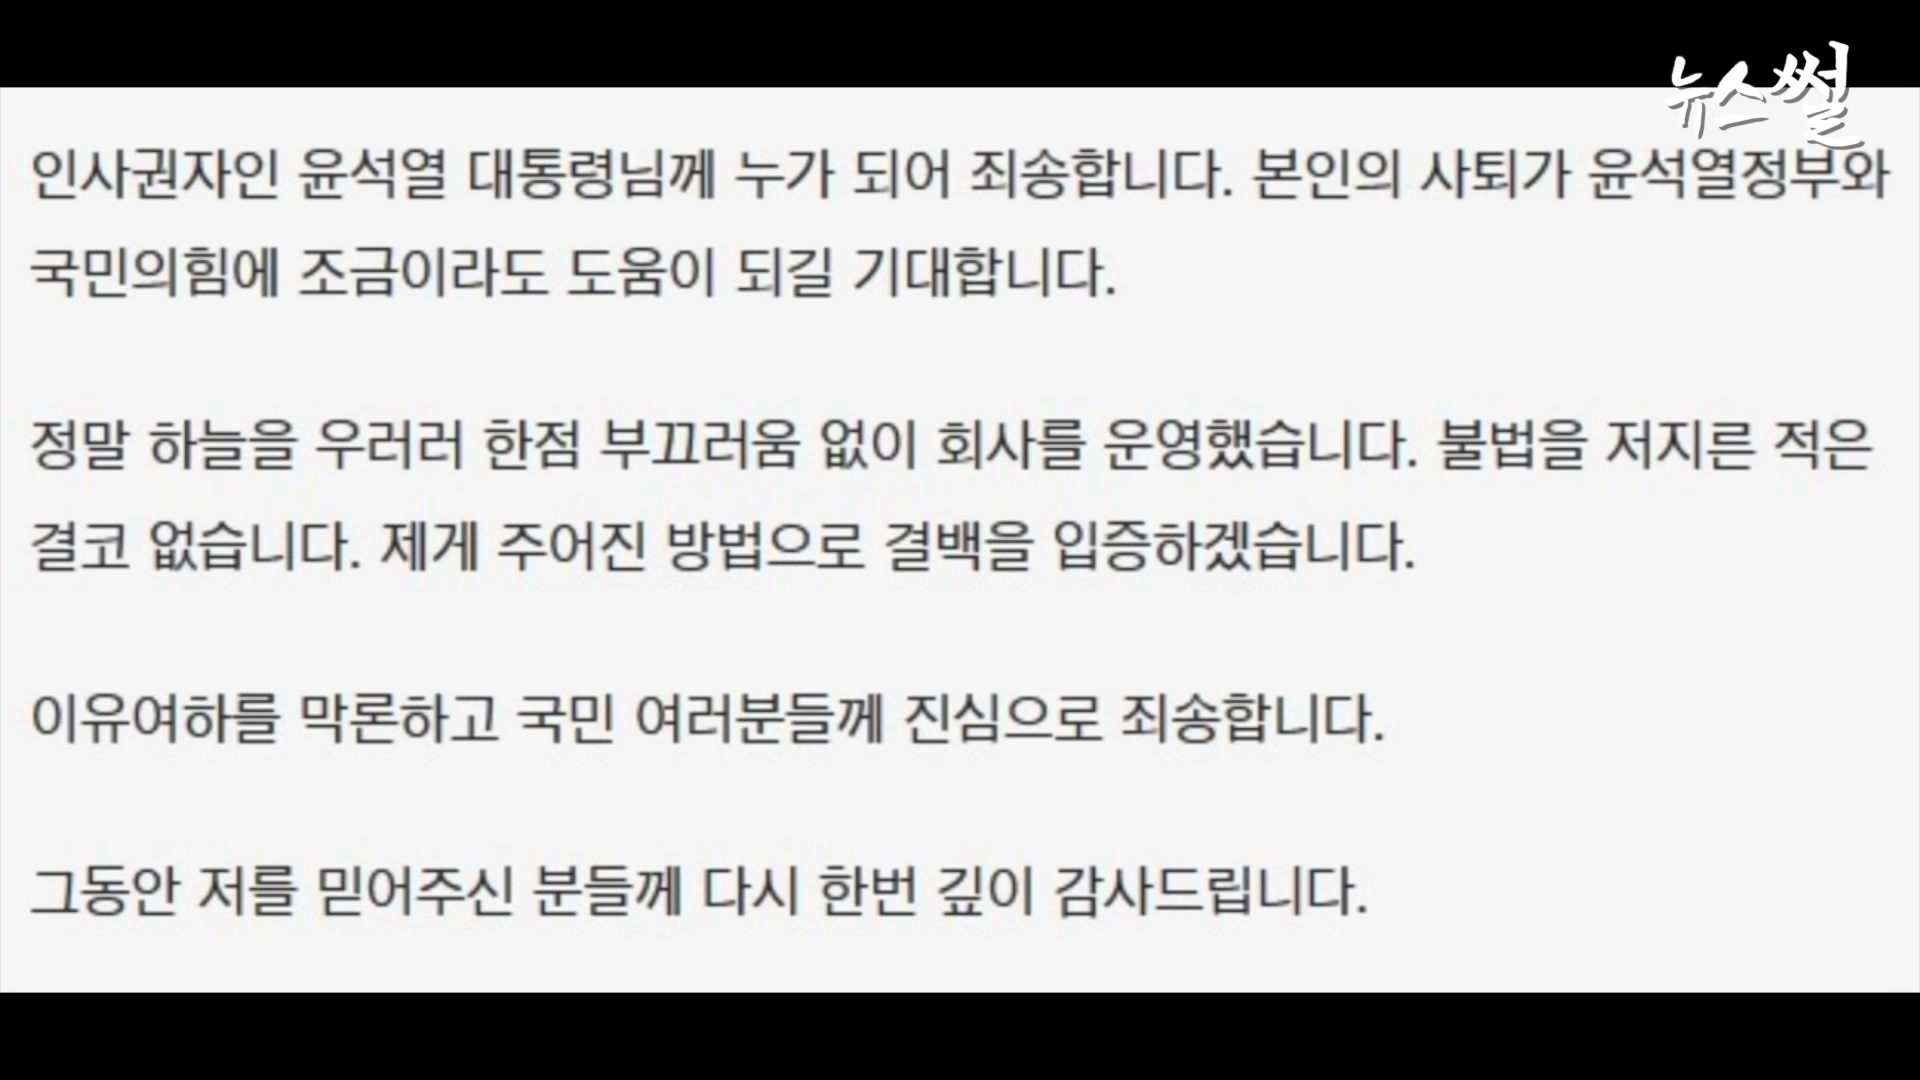 뉴스썰
인사권자인 윤석열 대통령님께 누가 되어 죄송합니다. 본인의 사퇴가 윤석열정부와
국민의힘에 조금이라도 도움이 되길 기대합니다.
정말 하늘을 우러러 한점 부끄러움 없이 회사를 운영했습니다. 불법을 저지른 적은
결코 없습니다. 제게 주어진 방법으로 결백을 입증하겠습니다.
이유여하를 막론하고 국민 여러분들께 진심으로 죄송합니다.
그동안 저를 믿어주신 분들께 다시 한번 깊이 감사드립니다.